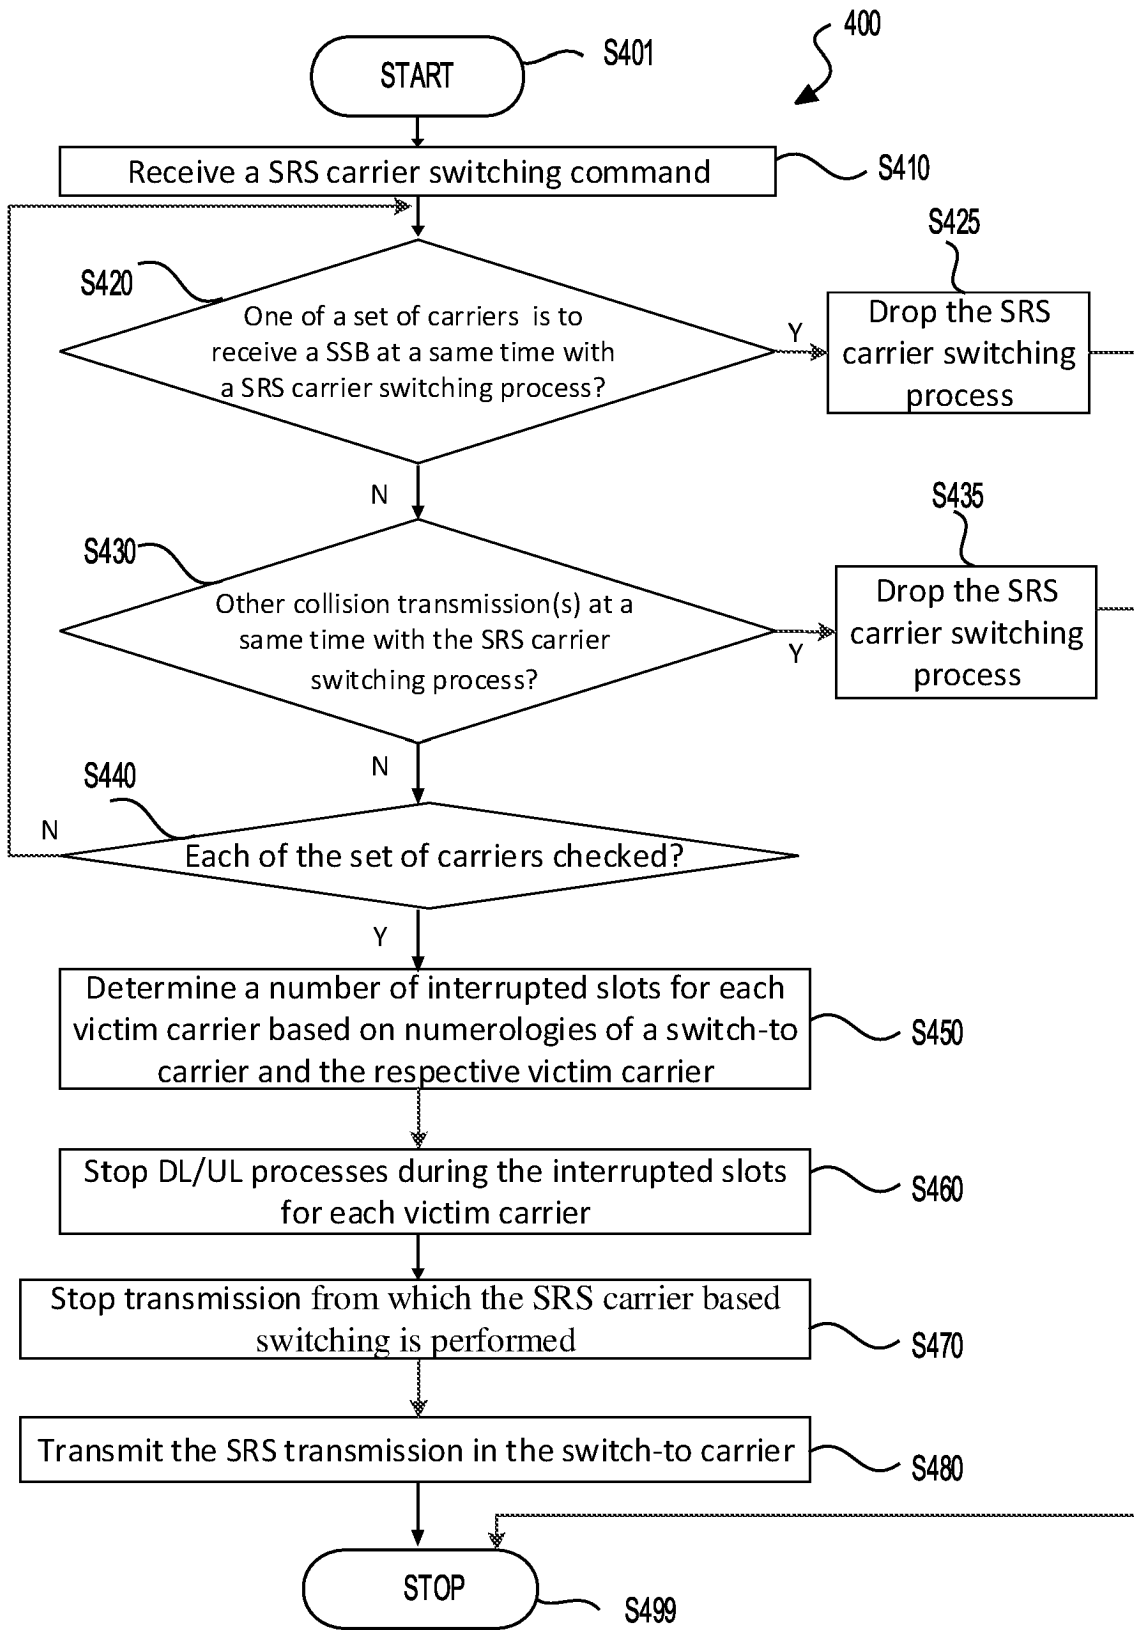 400
START
S401
Receive a SRS carrier switching command
S410
S420
One of a set of carriers is to
receive a SSB at a same time with
a SRS carrier switching process?
Y
S425
Drop the SRS
carrier switching
process
N
S430
Other collision transmission(s) at a
same time with the SRS carrier
switching process?
Y
S435
Drop the SRS
carrier switching
process
N
S440
N
Each of the set of carriers checked?
Y
Determine a number of interrupted slots for each
victim carrier based on numerologies of a switch-to
carrier and the respective victim carrier
S450
Stop DL/UL processes during the interrupted slots
for each victim carrier
S460
Stop transmission from which the SRS carrier based
switching is performed
S470
Transmit the SRS transmission in the switch-to carrier
S480
STOP
S499